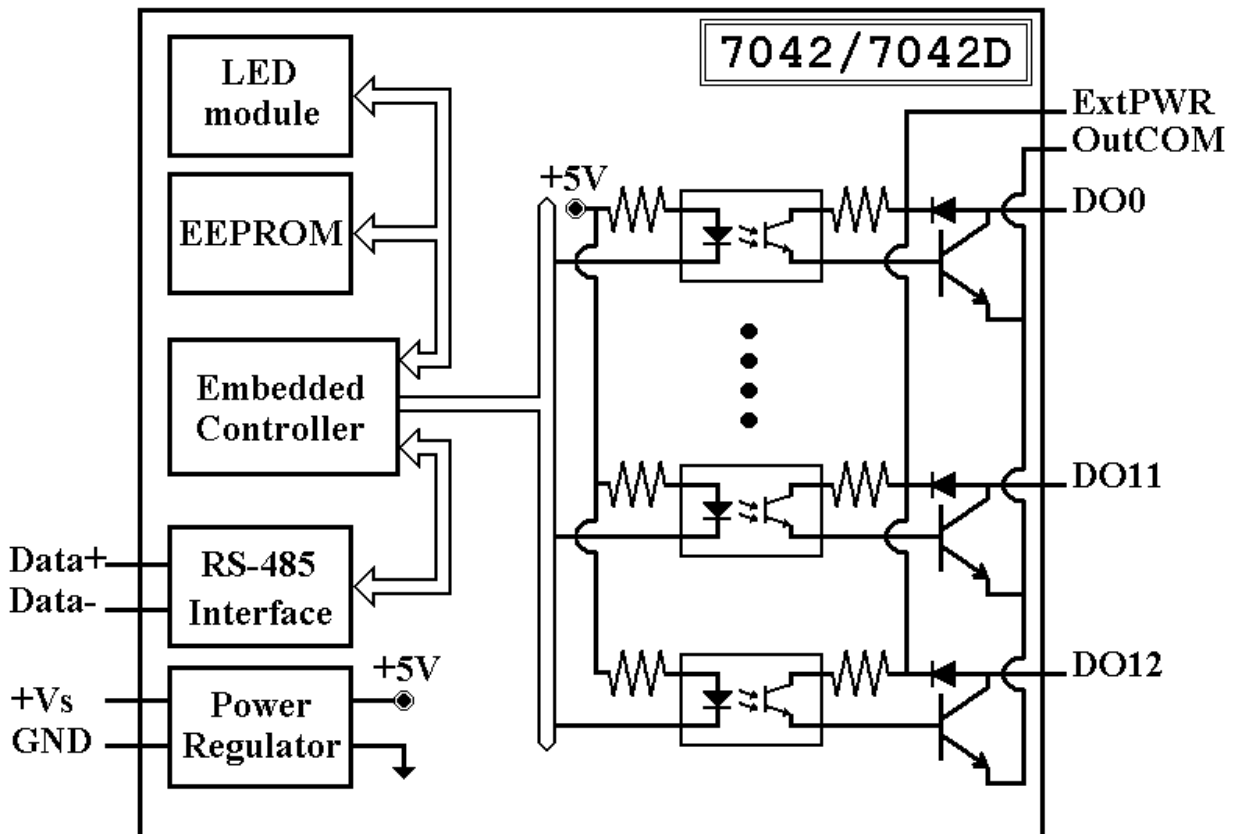 7042/7042D
LED
module
EEPROM
Embedded
Controller
RS-485
Interface
Power
Regulator
Data+
Data-
+Vs
GND
+5V
+5V
ExtPWR
OutCOM
DO0
DO11
DO12